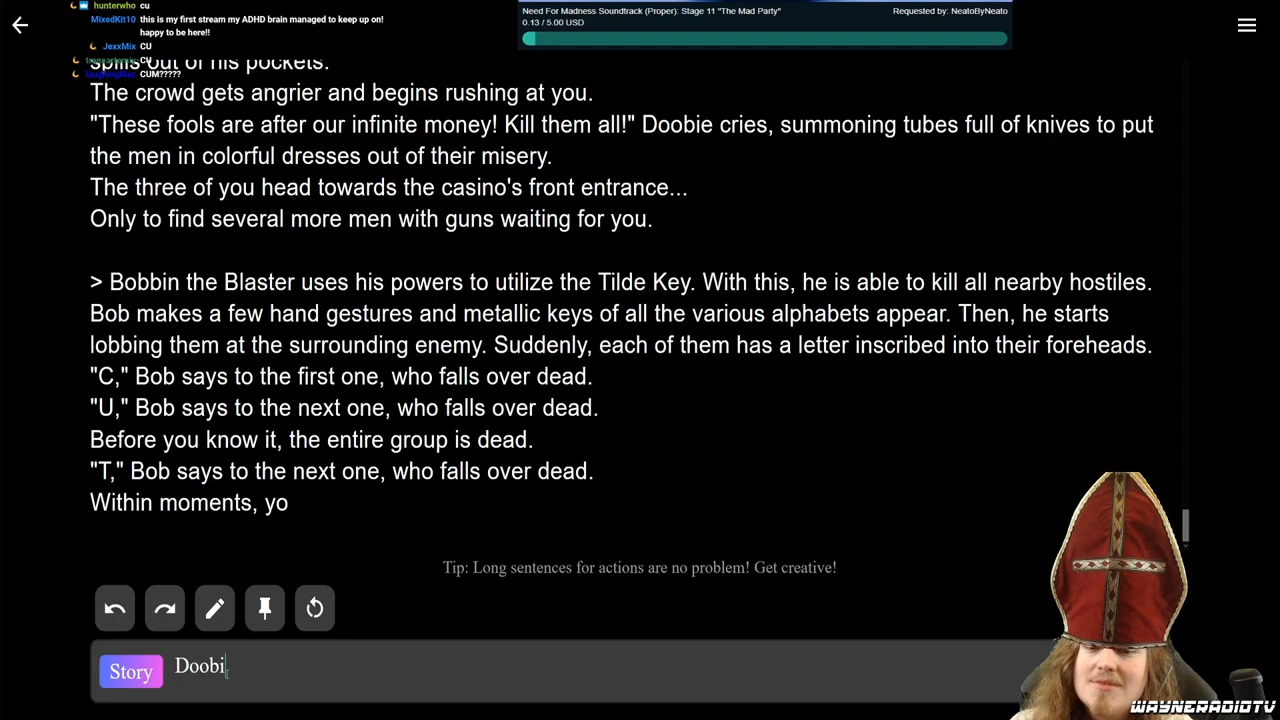 hunterwho cu
MixedKit10 this is my first stream my ADHD brain managed to keep up on!
happy to be here!!
JexxMix CU
CU
CUM?????
Need For Madness Soundtrack (Proper): Stage 11 "The Mad Party"
Requested by: NeatoByNeato
0.13 / 5.00 USD
spills out of his pockets.
The crowd gets angrier and begins rushing at you.
"These fools are after our infinite money! Kill them all!" Doobie cries, summoning tubes full of knives to put
the men in colorful dresses out of their misery.
The three of you head towards the casino's front entrance...
Only to find several more men with guns waiting for you.
> Bobbin the Blaster uses his powers to utilize the Tilde Key. With this, he is able to kill all nearby hostiles.
Bob makes a few hand gestures and metallic keys of all the various alphabets appear. Then, he starts
lobbing them at the surrounding enemy. Suddenly, each of them has a letter inscribed into their foreheads.
"C," Bob says to the first one, who falls over dead.
"U," Bob says to the next one, who falls over dead.
Before you know it, the entire group is dead.
"T," Bob says to the next one, who falls over dead.
Within moments, yo
Tip: Long sentences for actions are no problem! Get creative!
Story Doobi
WAYNERADIOTV